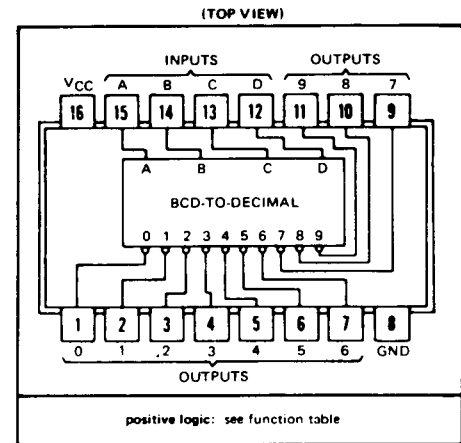 (TOP VIEW)
INPUTS OUTPUTS
VCC A B C D 9 8 7
16 15 14 13 12 11 10 9
A B C D
BCD-TO-DECIMAL
0 1 2 3 4 5 6 7 8 9
1 2 3 4 5 6 7 8
0 1 2 3 4 5 6 GND
OUTPUTS
positive logic: see function table